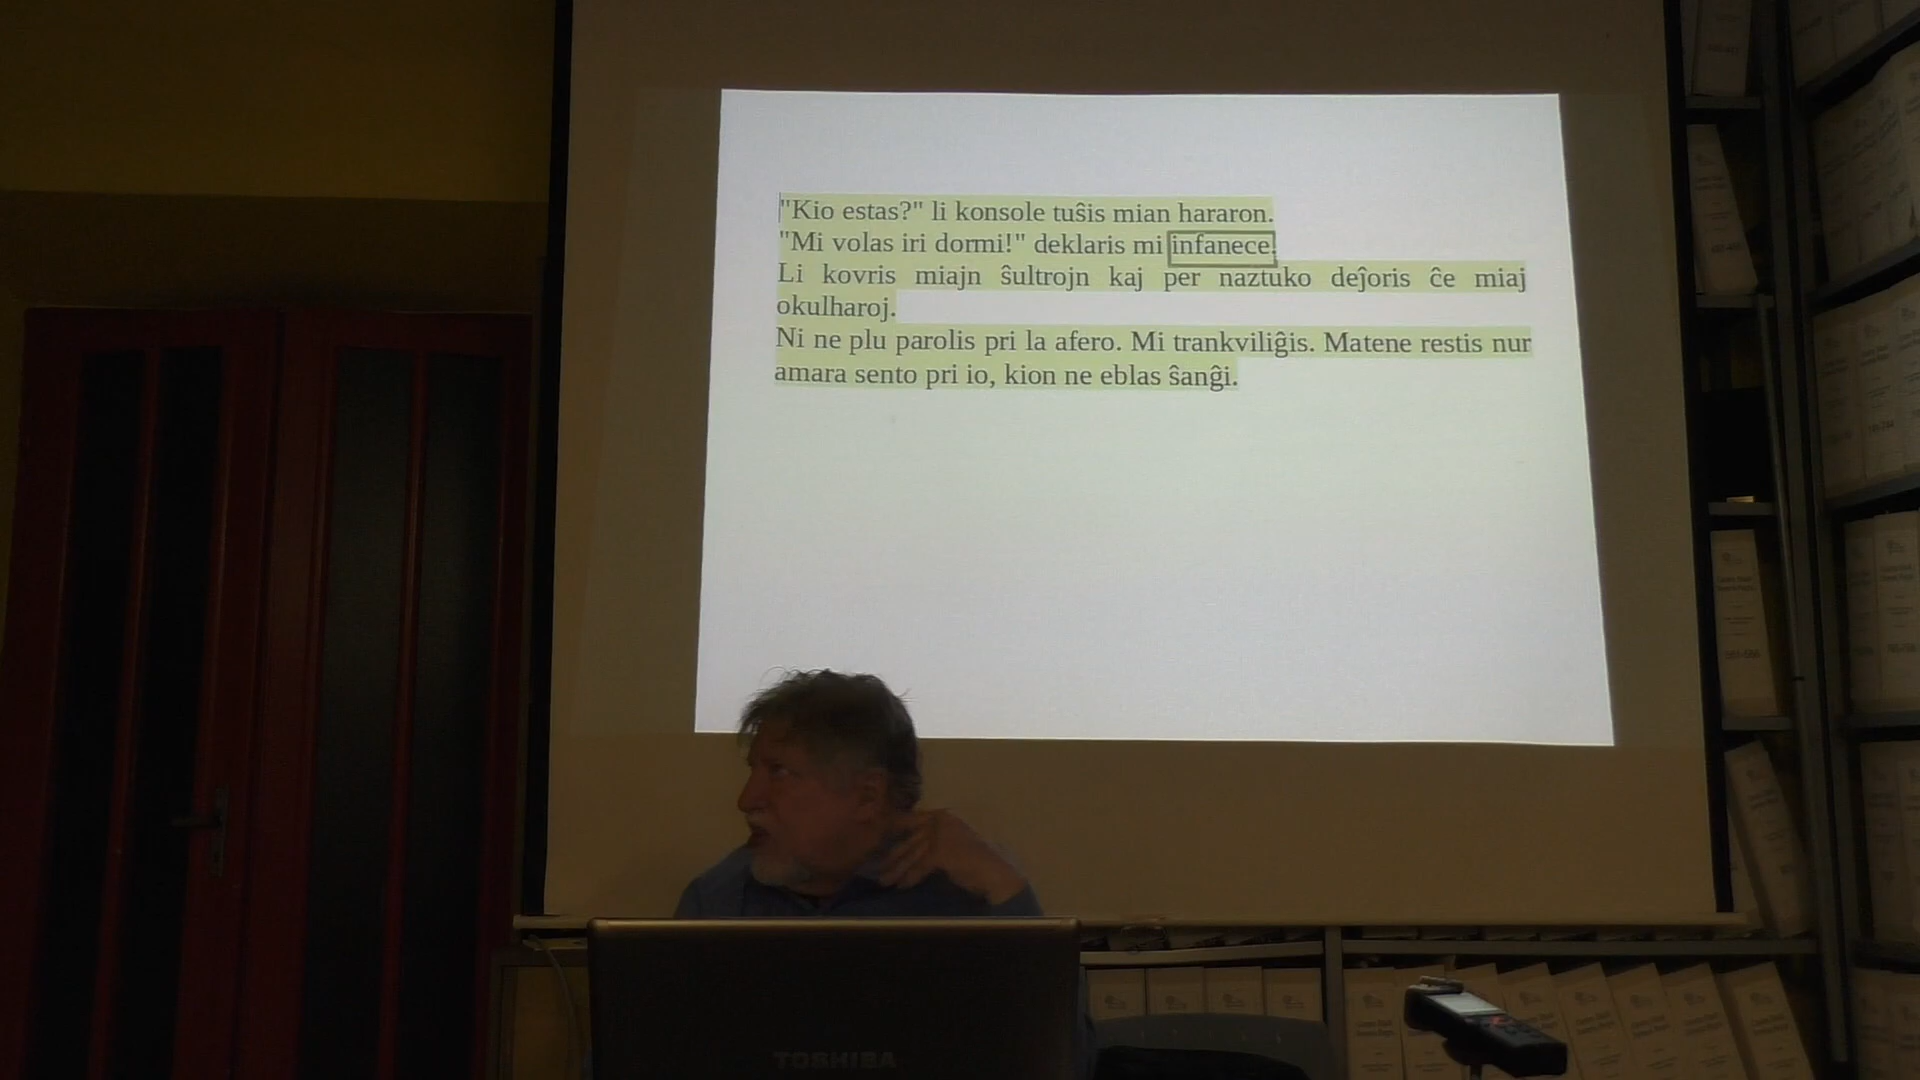 "Kio estas?" li konsole tuŝis mian hararon.
"Mi volas iri dormi!" deklaris mi infanece.
Li kovris miajn ŝultrojn kaj per naztuko deĵoris ĉe miaj
okulharoj.
Ni ne plu parolis pri la afero. Mi trankviliĝis. Matene restis nur
amara sento pri io, kion ne eblas ŝanĝi.
TOSHIBA